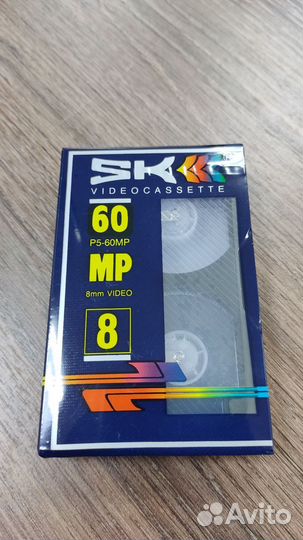 SK
VIDEOCASSETTE
60
P5-60MP
MP
8mm VIDEO
8
Avito